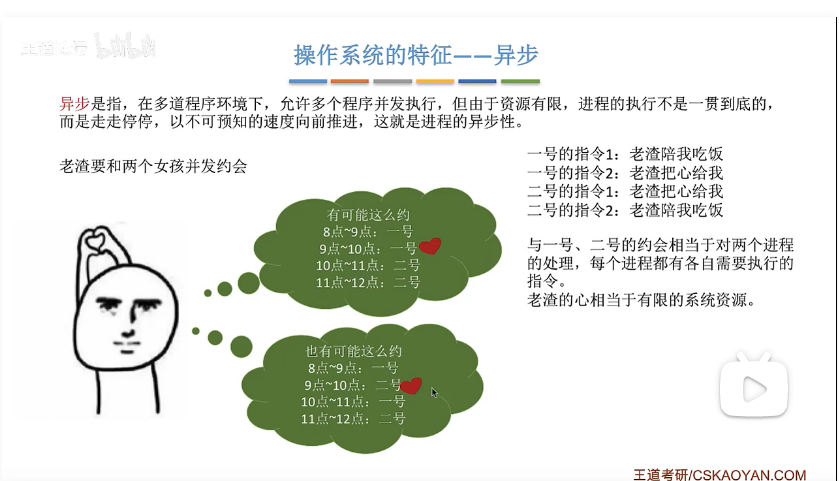 王道考研 bilibili
操作系统的特征——异步
异步是指，在多道程序环境下，允许多个程序并发执行，但由于资源有限，进程的执行不是一贯到底的，
而是走走停停，以不可预知的速度向前推进，这就是进程的异步性。
老渣要和两个女孩并发约会
有可能这么约
8点~9点：一号
9点~10点：一号
10点~11点：二号
11点~12点：二号
也有可能这么约
8点~9点：一号
9点~10点：二号
10点~11点：一号
11点~12点：二号
一号的指令1：老渣陪我吃饭
一号的指令2：老渣把心给我
二号的指令1：老渣把心给我
二号的指令2：老渣陪我吃饭
与一号、二号的约会相当于对两个进程
的处理，每个进程都有各自需要执行的
指令。
老渣的心相当于有限的系统资源。
王道考研/CSKAOYAN.COM